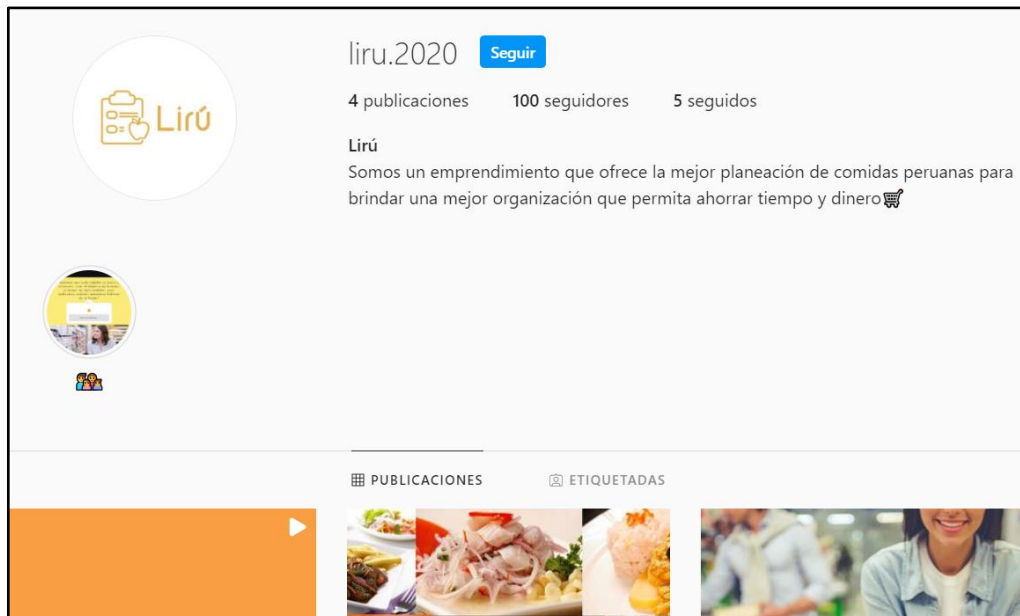 liru.2020 Seguir
4 publicaciones 100 seguidores 5 seguidos
Lirú
Lirú
Somos un emprendimiento que ofrece la mejor planeación de comidas peruanas para
brindar una mejor organización que permita ahorrar tiempo y dinero🛒
👨‍👩‍👧
PUBLICACIONES ETIQUETADAS